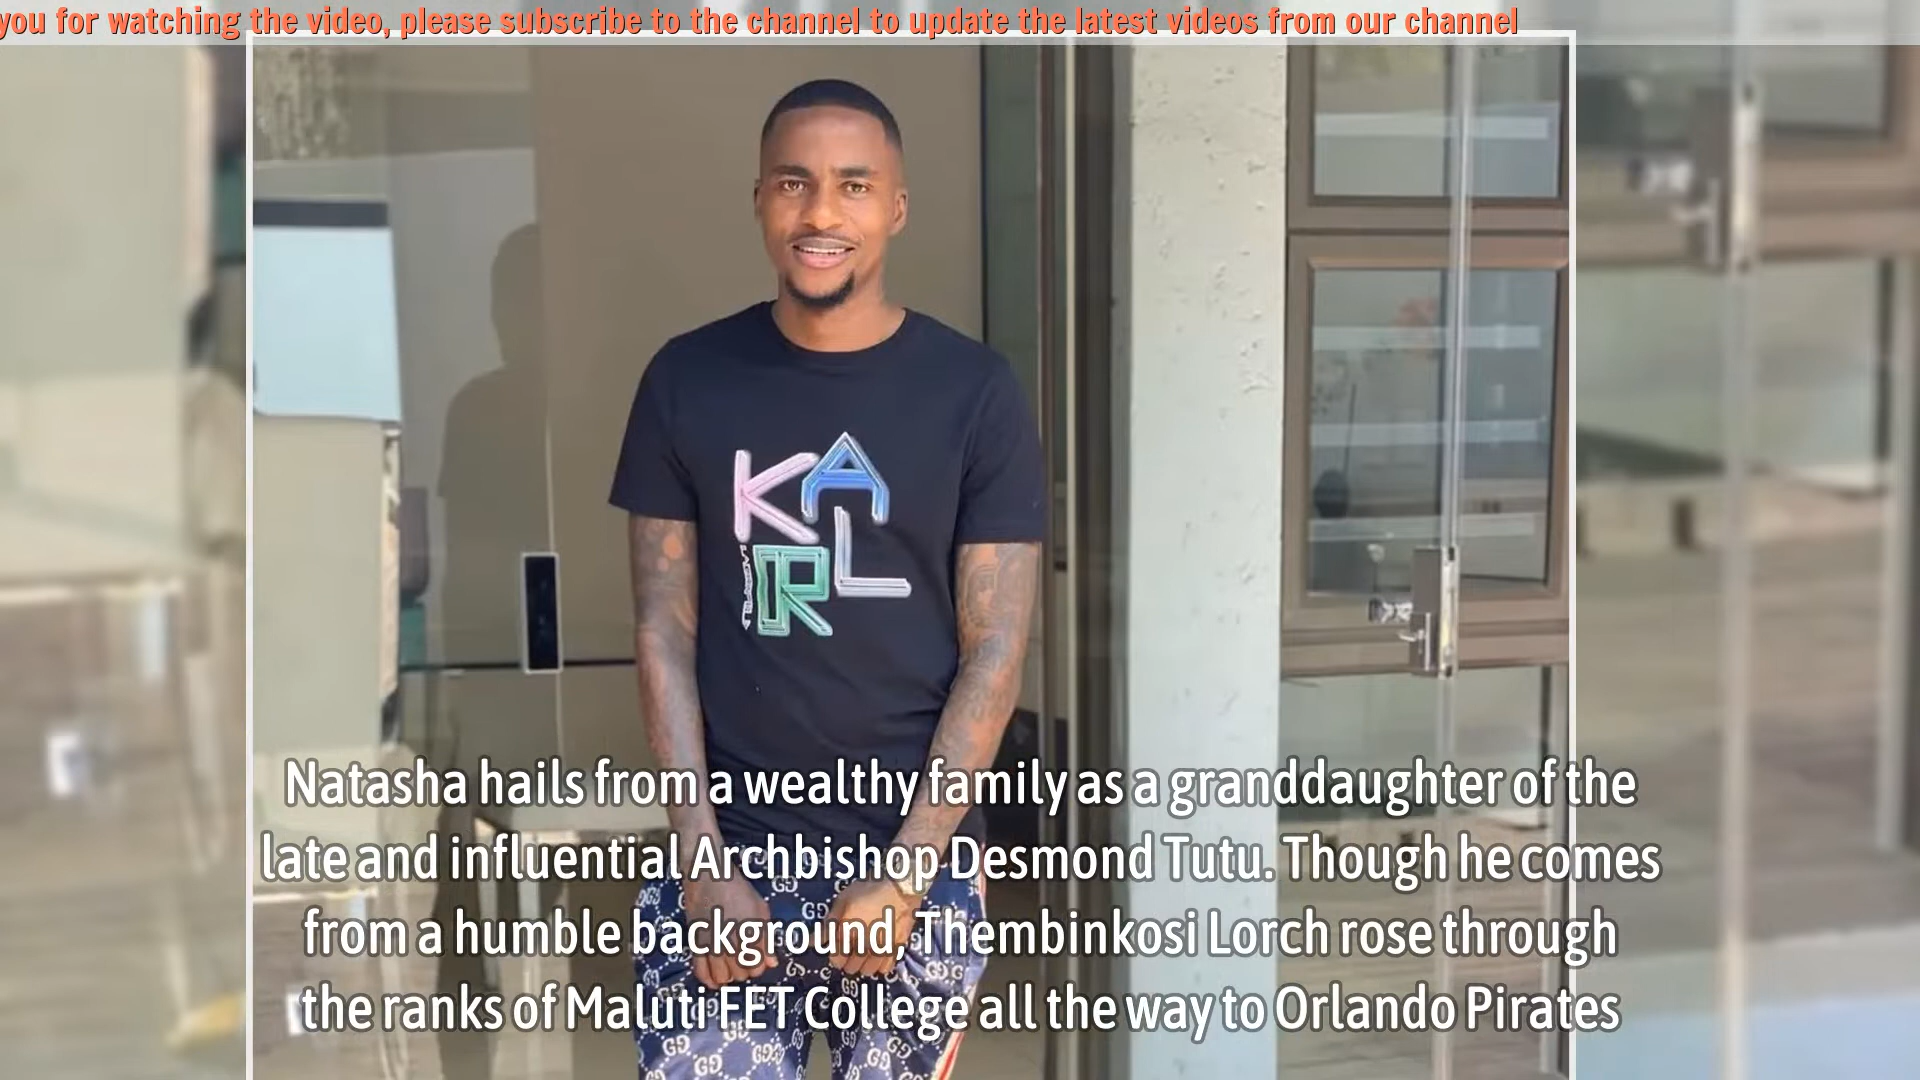 you for watching the video, please subscribe to the channel to update the latest videos from our channel
KA
RL
Natasha hails from a wealthy family as a granddaughter of the
late and influential Archbishop Desmond Tutu. Though he comes
from a humble background, Thembinkosi Lorch rose through
the ranks of Maluti FET College all the way to Orlando Pirates